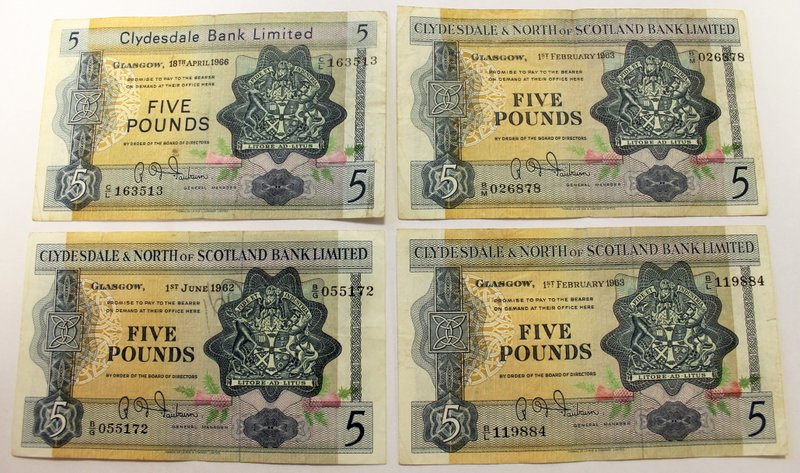 5 Clydesdale Bank Limited 5
GLASGOW, 18TH APRIL 1966 C/L 163513
PROMISE TO PAY TO THE BEARER
ON DEMAND AT THEIR OFFICE HERE
FIVE
POUNDS
BY ORDER OF THE BOARD OF DIRECTORS
LITORE AD LITUS
R D Fairbairn
£5 C/L 163513 GENERAL MANAGER 5
CLYDESDALE & NORTH OF SCOTLAND BANK LIMITED
GLASGOW, 1ST FEBRUARY 1963 B/M 026878
PROMISE TO PAY TO THE BEARER
ON DEMAND AT THEIR OFFICE HERE
FIVE
POUNDS
BY ORDER OF THE BOARD OF DIRECTORS
LITORE AD LITUS
R D Fairbairn
£5 B/M 026878 GENERAL MANAGER 5
CLYDESDALE & NORTH OF SCOTLAND BANK LIMITED
GLASGOW, 1ST JUNE 1962 B/G 055172
PROMISE TO PAY TO THE BEARER
ON DEMAND AT THEIR OFFICE HERE
FIVE
POUNDS
BY ORDER OF THE BOARD OF DIRECTORS
LITORE AD LITUS
R D Fairbairn
£5 B/G 055172 GENERAL MANAGER 5
CLYDESDALE & NORTH OF SCOTLAND BANK LIMITED
GLASGOW, 1ST FEBRUARY 1963 B/L 119884
PROMISE TO PAY TO THE BEARER
ON DEMAND AT THEIR OFFICE HERE
FIVE
POUNDS
BY ORDER OF THE BOARD OF DIRECTORS
LITORE AD LITUS
R D Fairbairn
£5 B/L 119884 GENERAL MANAGER 5